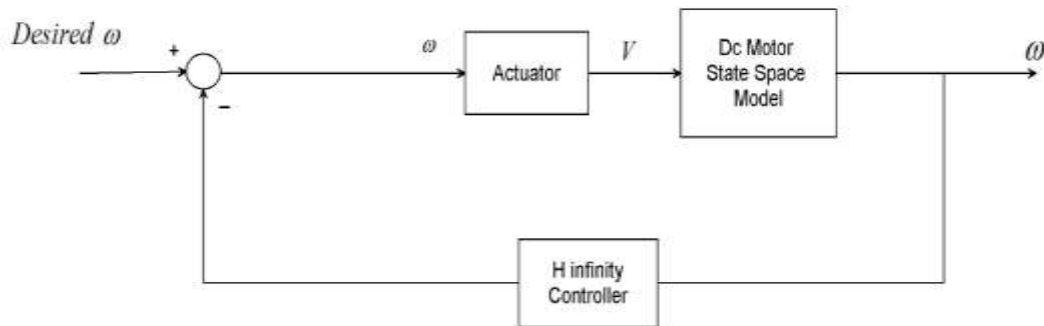 Desired ω
+
−
ω
Actuator
V
Dc Motor
State Space
Model
ω
H infinity
Controller